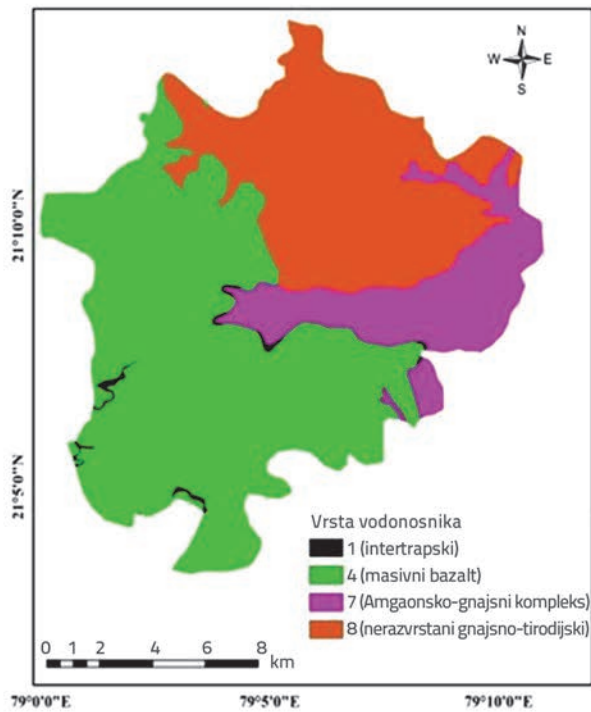 N
W E
S
21°10'0"N
21°5'0"N
Vrsta vodonosnika
1 (intertrapski)
4 (masivni bazalt)
7 (Amgaonsko-gnajsni kompleks)
8 (nerazvrstani gnajsno-tirodijski)
0 1 2 4 6 8
km
79°0'0"E 79°5'0"E 79°10'0"E